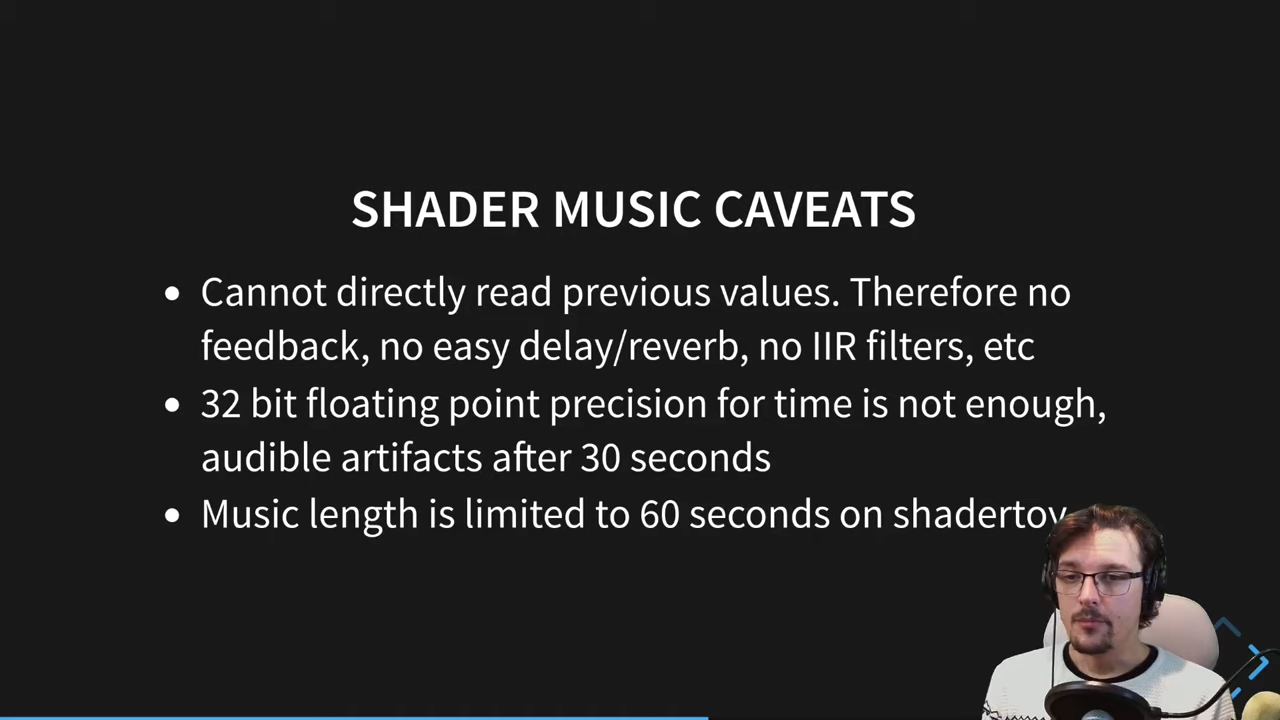 SHADER MUSIC CAVEATS
Cannot directly read previous values. Therefore no
feedback, no easy delay/reverb, no IIR filters, etc
32 bit floating point precision for time is not enough,
audible artifacts after 30 seconds
Music length is limited to 60 seconds on shadertoy